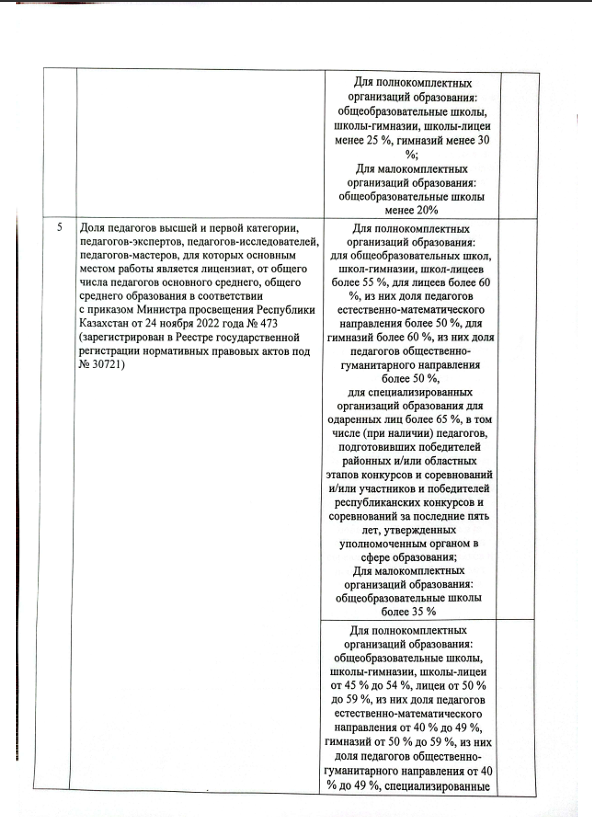 Для полнокомплектных
организаций образования:
общеобразовательные школы,
школы-гимназии, школы-лицеи
менее 25 %, гимназий менее 30
%;
Для малокомплектных
организаций образования:
общеобразовательные школы
менее 20%
5
Доля педагогов высшей и первой категории,
педагогов-экспертов, педагогов-исследователей,
педагогов-мастеров, для которых основным
местом работы является лицензиат, от общего
числа педагогов основного среднего, общего
среднего образования в соответствии
с приказом Министра просвещения Республики
Казахстан от 24 ноября 2022 года № 473
(зарегистрирован в Реестре государственной
регистрации нормативных правовых актов под
№ 30721)
Для полнокомплектных
организаций образования:
для общеобразовательных школ,
школ-гимназии, школ-лицеев
более 55 %, для лицеев более 60
%, из них доля педагогов
естественно-математического
направления более 50 %, для
гимназий более 60 %, из них доля
педагогов общественно-
гуманитарного направления
более 50 %,
для специализированных
организаций образования для
одаренных лиц более 65 %, в том
числе (при наличии) педагогов,
подготовивших победителей
районных и/или областных
этапов конкурсов и соревнований
и/или участников и победителей
республиканских конкурсов и
соревнований за последние пять
лет, утвержденных
уполномоченным органом в
сфере образования;
Для малокомплектных
организаций образования:
общеобразовательные школы
более 35 %
Для полнокомплектных
организаций образования:
общеобразовательные школы,
школы-гимназии, школы-лицеи
от 45 % до 54 %, лицеи от 50 %
до 59 %, из них доля педагогов
естественно-математического
направления от 40 % до 49 %,
гимназий от 50 % до 59 %, из них
доля педагогов общественно-
гуманитарного направления от 40
% до 49 %, специализированные